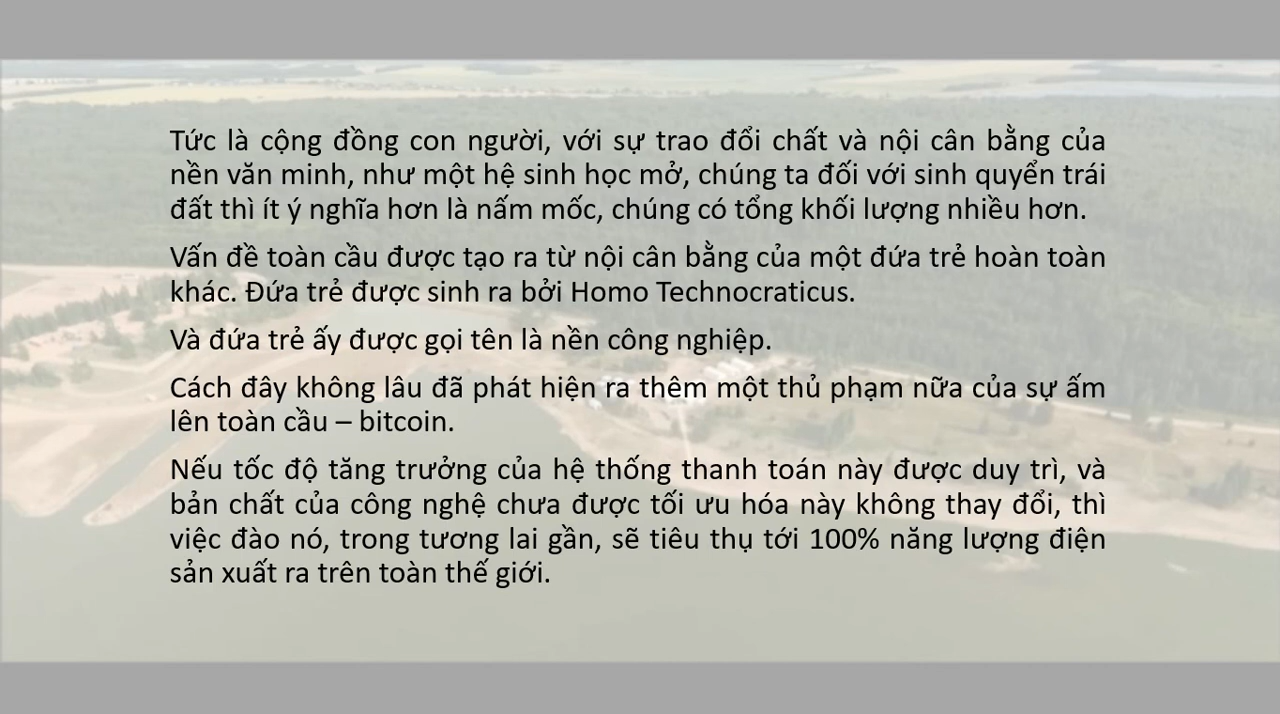 Tức là cộng đồng con người, với sự trao đổi chất và nội cân bằng của
nền văn minh, như một hệ sinh học mở, chúng ta đối với sinh quyển trái
đất thì ít ý nghĩa hơn là nấm mốc, chúng có tổng khối lượng nhiều hơn.
Vấn đề toàn cầu được tạo ra từ nội cân bằng của một đứa trẻ hoàn toàn
khác. Đứa trẻ được sinh ra bởi Homo Technocraticus.
Và đứa trẻ ấy được gọi tên là nền công nghiệp.
Cách đây không lâu đã phát hiện ra thêm một thủ phạm nữa của sự ấm
lên toàn cầu – bitcoin.
Nếu tốc độ tăng trưởng của hệ thống thanh toán này được duy trì, và
bản chất của công nghệ chưa được tối ưu hóa này không thay đổi, thì
việc đào nó, trong tương lai gần, sẽ tiêu thụ tới 100% năng lượng điện
sản xuất ra trên toàn thế giới.